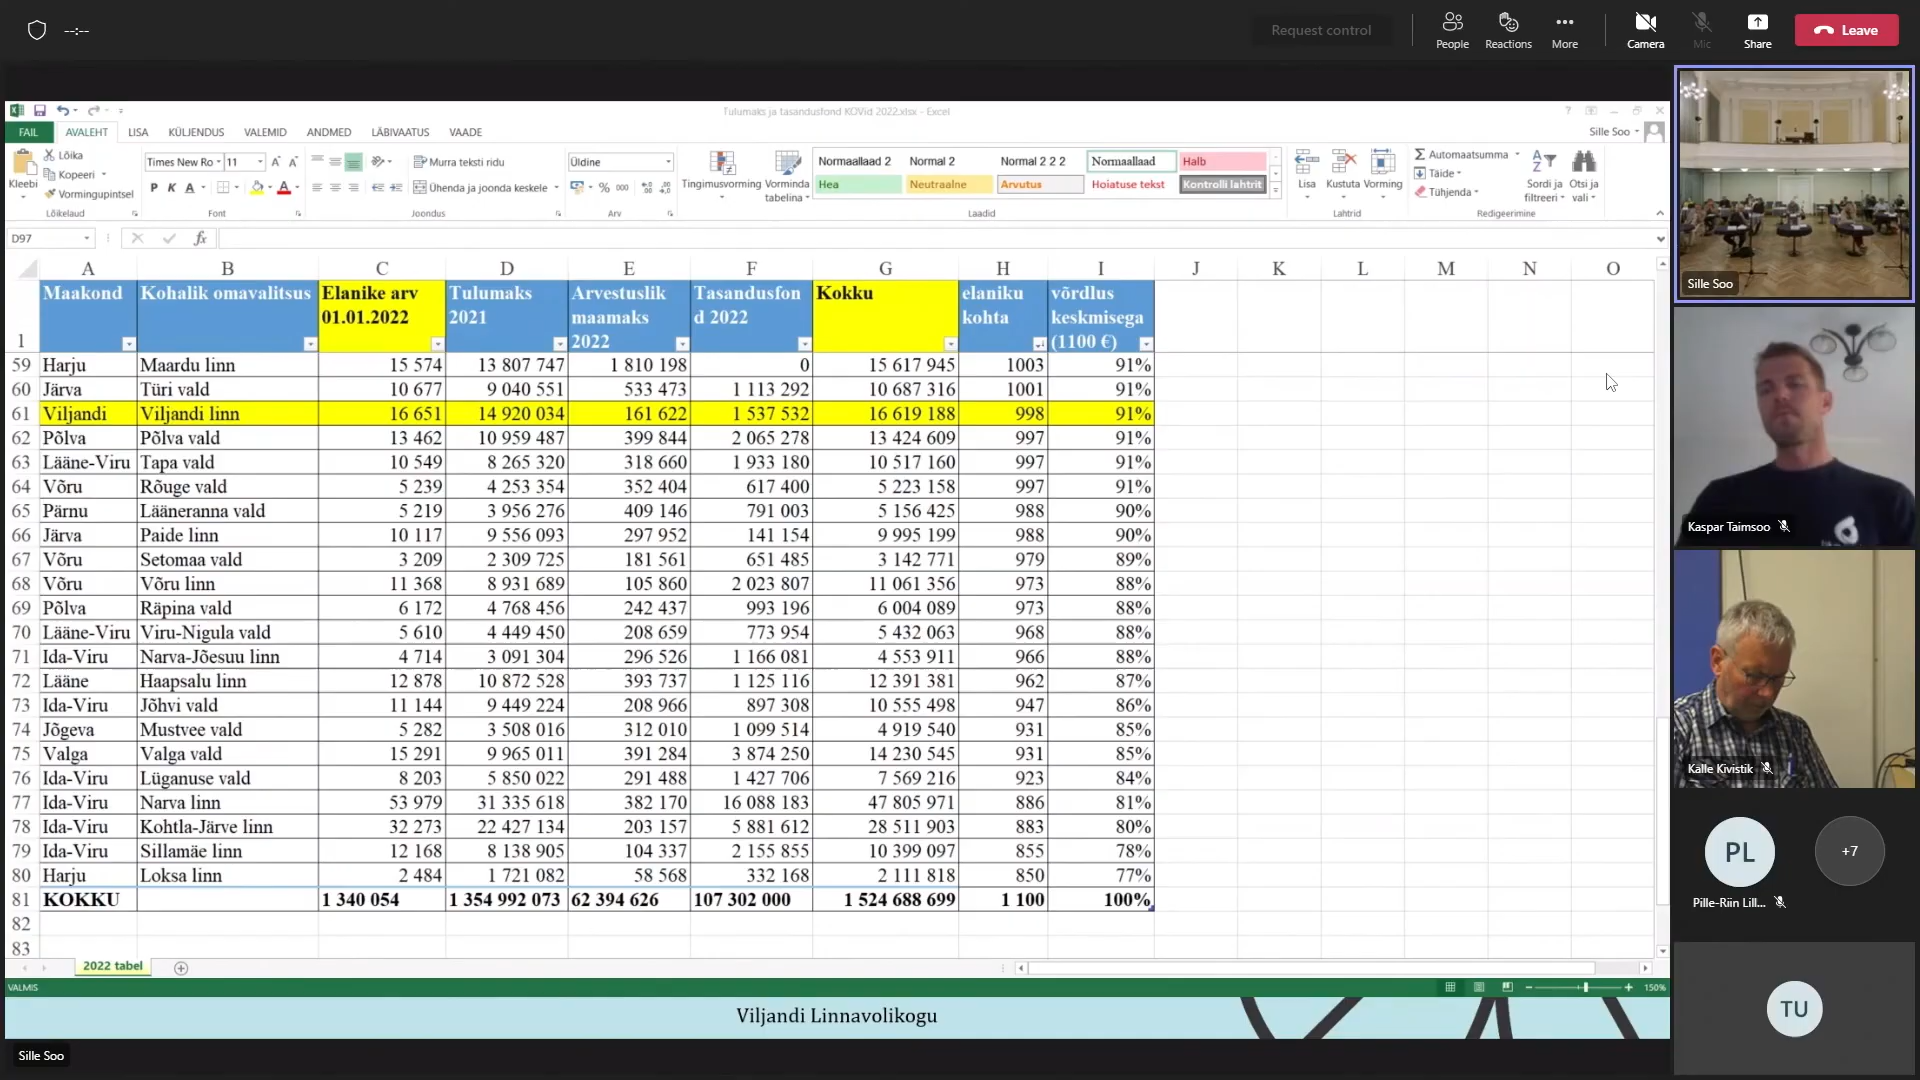 --:--
Request control
People
Reactions
More
Camera
Mic
Share
Leave
Tulumaks ja tasandusfond KOVid 2022.xlsx - Excel
FAIL AVALEHT LISA KÜLJENDUS VALEMID ANDMED LÄBIVAATUS VAADE
Sille Soo
Kleebi
Lõika
Kopeeri
Vormingupintsel
Lõikelaud
Times New Ro 11
P K A
Font
Murra teksti ridu
Ühenda ja joonda keskele
Joondus
Üldine
% 000
Arv
Tingimusvorming
Vorminda tabelina
Normaallaad 2 Normal 2 Normal 2 2 2 Normaallaad Halb
Hea Neutraalne Arvutus Hoiatuse tekst Kontrolli lahtrit
Laadid
Lisa Kustuta Vorming
Lahtrid
Automaatsumma
Täide
Tühjenda
Sordi ja filtreeri
Otsi ja vali
Redigeerimine
D97
fx
A B C D E F G H I J K L M N O
1 Maakond Kohalik omavalitsus Elanike arv 01.01.2022 Tulumaks 2021 Arvestuslik maamaks 2022 Tasandusfond 2022 Kokku elaniku kohta võrdlus keskmisega (1100 €)
59 Harju Maardu linn 15 574 13 807 747 1 810 198 0 15 617 945 1003 91%
60 Järva Türi vald 10 677 9 040 551 533 473 1 113 292 10 687 316 1001 91%
61 Viljandi Viljandi linn 16 651 14 920 034 161 622 1 537 532 16 619 188 998 91%
62 Põlva Põlva vald 13 462 10 959 487 399 844 2 065 278 13 424 609 997 91%
63 Lääne-Viru Tapa vald 10 549 8 265 320 318 660 1 933 180 10 517 160 997 91%
64 Võru Rõuge vald 5 239 4 253 354 352 404 617 400 5 223 158 997 91%
65 Pärnu Lääneranna vald 5 219 3 956 276 409 146 791 003 5 156 425 988 90%
66 Järva Paide linn 10 117 9 556 093 297 952 141 154 9 995 199 988 90%
67 Võru Setomaa vald 3 209 2 309 725 181 561 651 485 3 142 771 979 89%
68 Võru Võru linn 11 368 8 931 689 105 860 2 023 807 11 061 356 973 88%
69 Põlva Räpina vald 6 172 4 768 456 242 437 993 196 6 004 089 973 88%
70 Lääne-Viru Viru-Nigula vald 5 610 4 449 450 208 659 773 954 5 432 063 968 88%
71 Ida-Viru Narva-Jõesuu linn 4 714 3 091 304 296 526 1 166 081 4 553 911 966 88%
72 Lääne Haapsalu linn 12 878 10 872 528 393 737 1 125 116 12 391 381 962 87%
73 Ida-Viru Jõhvi vald 11 144 9 449 224 208 966 897 308 10 555 498 947 86%
74 Jõgeva Mustvee vald 5 282 3 508 016 312 010 1 099 514 4 919 540 931 85%
75 Valga Valga vald 15 291 9 965 011 391 284 3 874 250 14 230 545 931 85%
76 Ida-Viru Lüganuse vald 8 203 5 850 022 291 488 1 427 706 7 569 216 923 84%
77 Ida-Viru Narva linn 53 979 31 335 618 382 170 16 088 183 47 805 971 886 81%
78 Ida-Viru Kohtla-Järve linn 32 273 22 427 134 203 157 5 881 612 28 511 903 883 80%
79 Ida-Viru Sillamäe linn 12 168 8 138 905 104 337 2 155 855 10 399 097 855 78%
80 Harju Loksa linn 2 484 1 721 082 58 568 332 168 2 111 818 850 77%
81 KOKKU 1 340 054 1 354 992 073 62 394 626 107 302 000 1 524 688 699 1 100 100%
82
83
2022 tabel
VALMIS
150%
Viljandi Linnavolikogu
Sille Soo
Sille Soo
Kaspar Taimsoo
Kalle Kivistik
PL
+7
Pille-Riin Lill...
TU